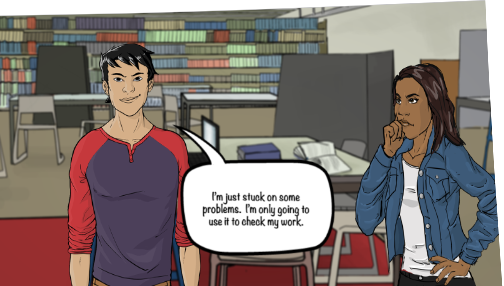 I'm just stuck on some
problems. I'm only going to
use it to check my work.